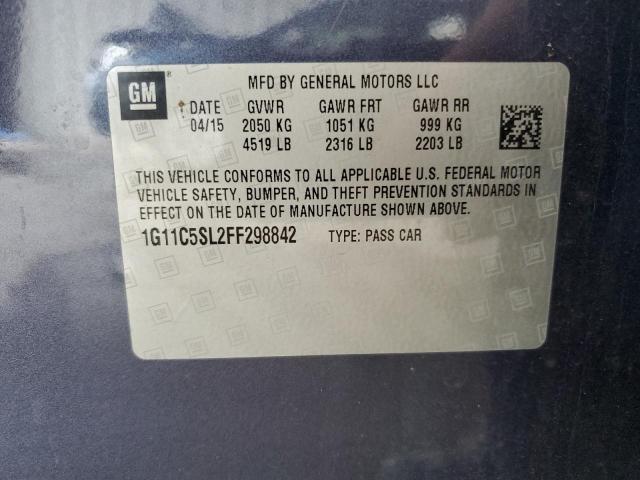 GM ® MFD BY GENERAL MOTORS LLC
DATE GVWR GAWR FRT GAWR RR
04/15 2050 KG 1051 KG 999 KG
4519 LB 2316 LB 2203 LB
THIS VEHICLE CONFORMS TO ALL APPLICABLE U.S. FEDERAL MOTOR
VEHICLE SAFETY, BUMPER, AND THEFT PREVENTION STANDARDS IN
EFFECT ON THE DATE OF MANUFACTURE SHOWN ABOVE.
1G11C5SL2FF298842 TYPE: PASS CAR